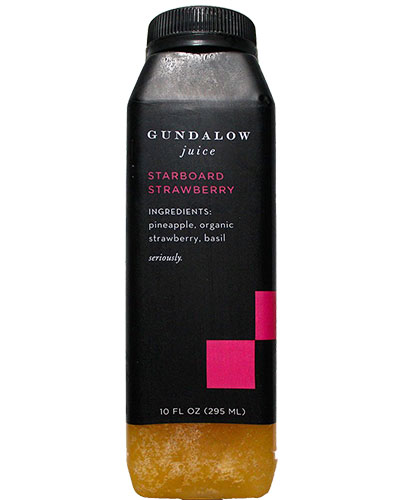 GUNDALOW
juice
STARBOARD
STRAWBERRY
INGREDIENTS:
pineapple, organic
strawberry, basil
seriously.
10 FL OZ (295 ML)